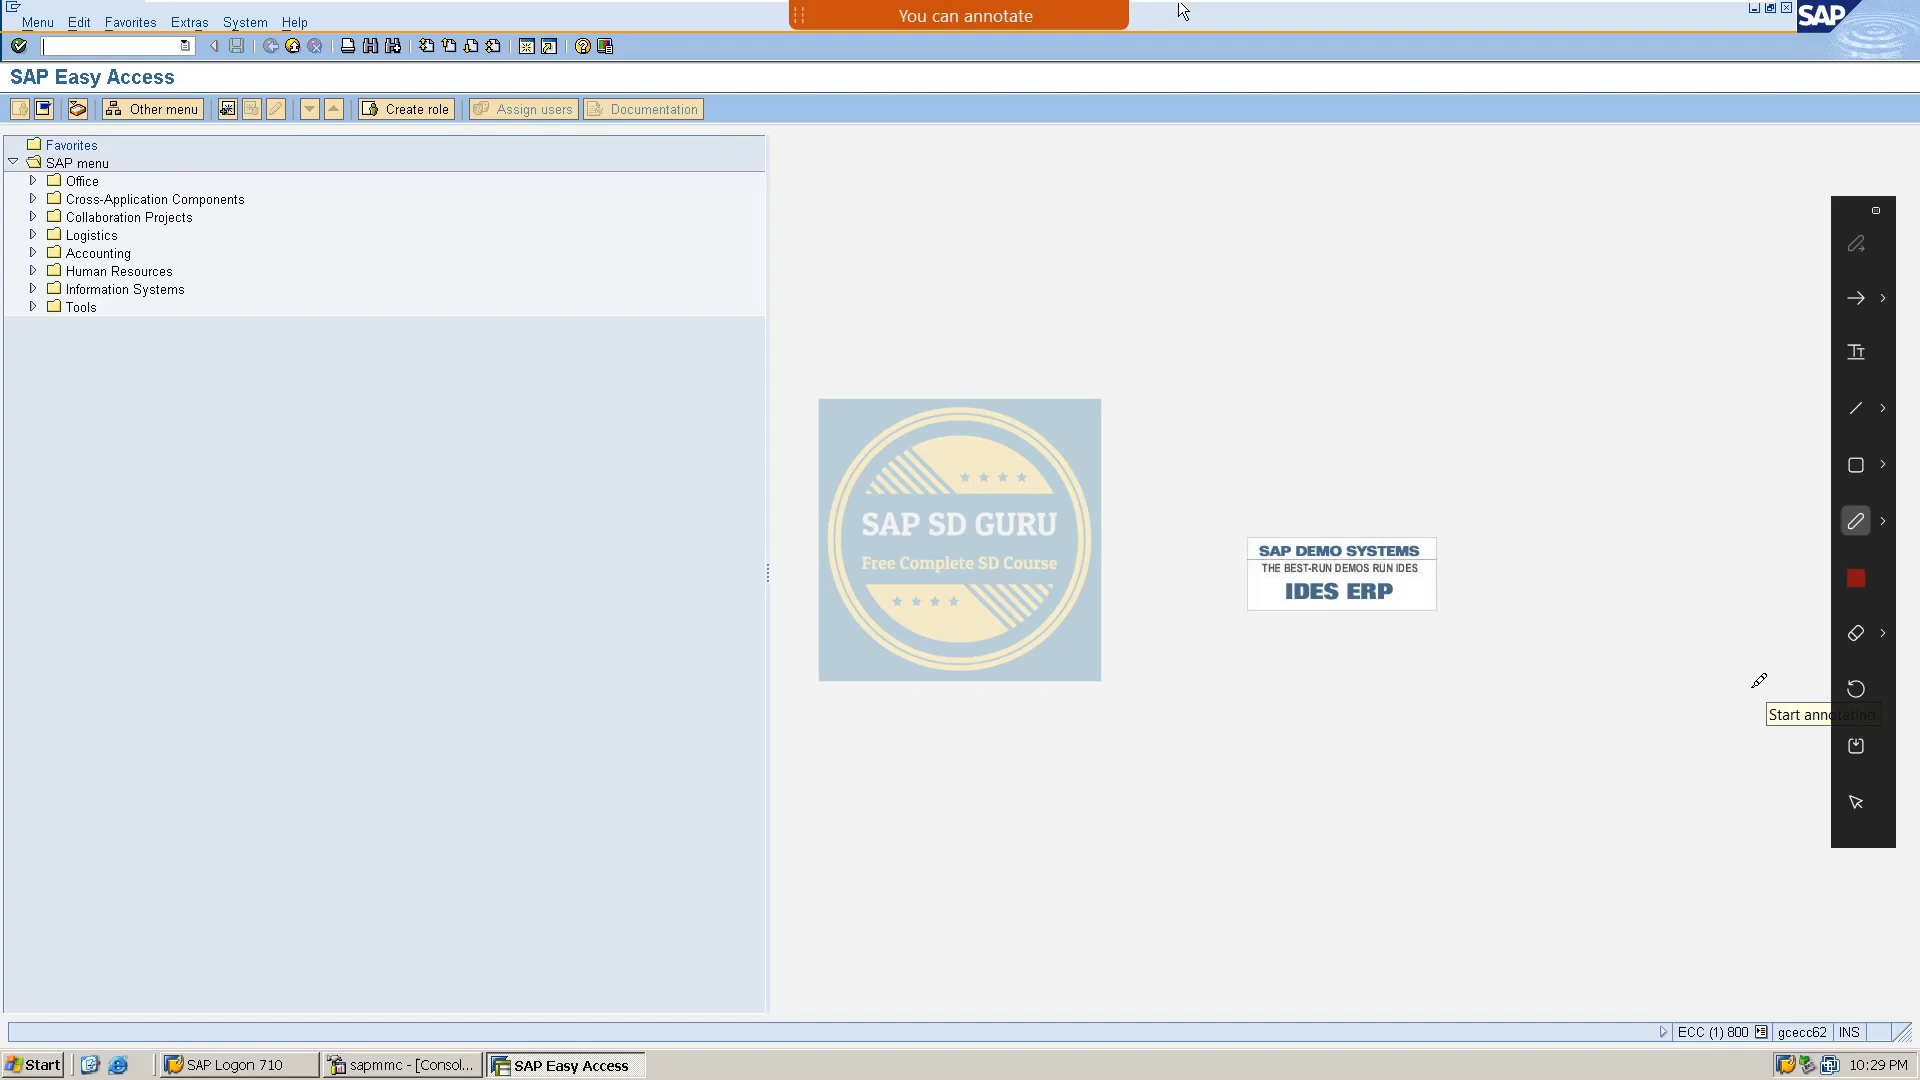 You can annotate
Menu Edit Favorites Extras System Help
SAP
SAP Easy Access
Other menu Create role Assign users Documentation
Favorites
SAP menu
Office
Cross-Application Components
Collaboration Projects
Logistics
Accounting
Human Resources
Information Systems
Tools
SAP SD GURU
Free Complete SD Course
SAP DEMO SYSTEMS
THE BEST-RUN DEMOS RUN IDES
IDES ERP
Start annotating
ECC (1) 800 gcecc62 INS
Start SAP Logon 710 sapmmc - [Consol... SAP Easy Access 10:29 PM